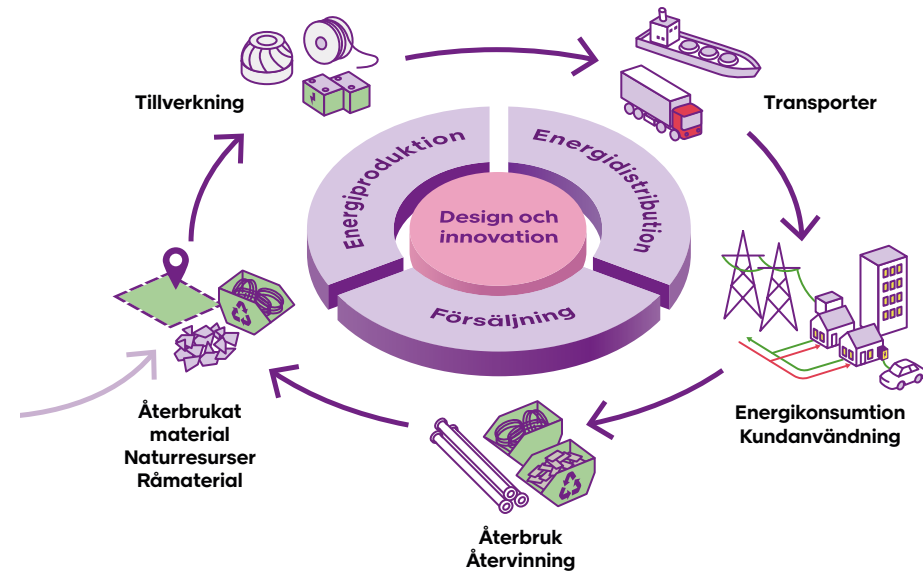 Tillverkning
Transporter
Energiproduktion
Energidistribution
Design och
innovation
Försäljning
Återbrukat
material
Naturresurser
Råmaterial
Energikonsumtion
Kundanvändning
Återbruk
Återvinning